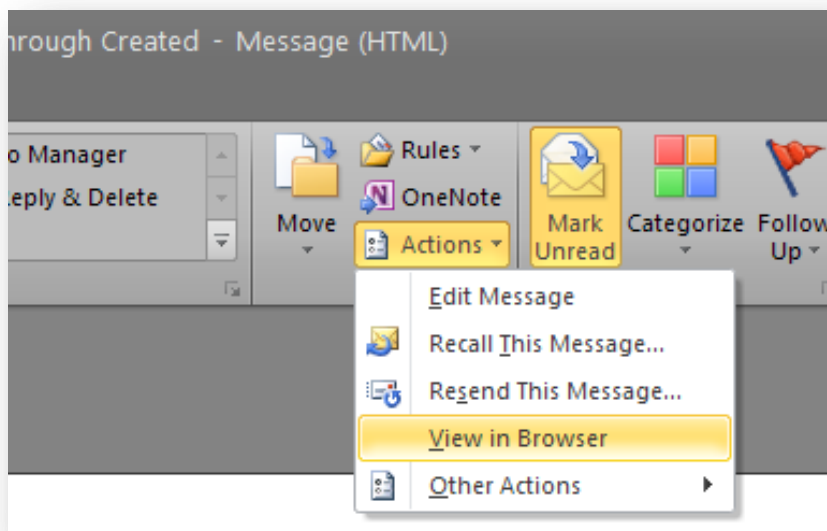 hrough Created - Message (HTML)
o Manager
Reply & Delete
Move
Rules
OneNote
Actions
Mark
Unread
Categorize
Follow
Up
Edit Message
Recall This Message...
Resend This Message...
View in Browser
Other Actions